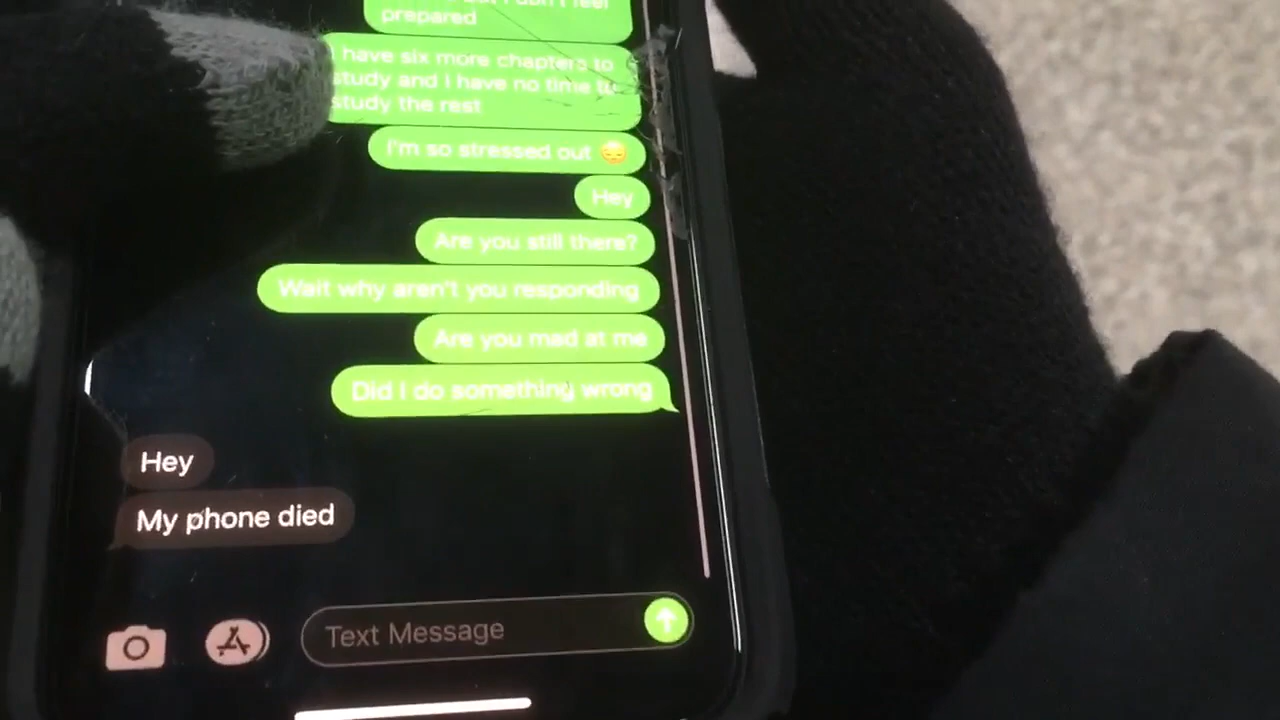 I don't feel
prepared
I have six more chapters to
study and I have no time to
study the rest
I'm so stressed out 😔
Hey
Are you still there?
Wait why aren't you responding
Are you mad at me
Did I do something wrong
Hey
My phone died
Text Message